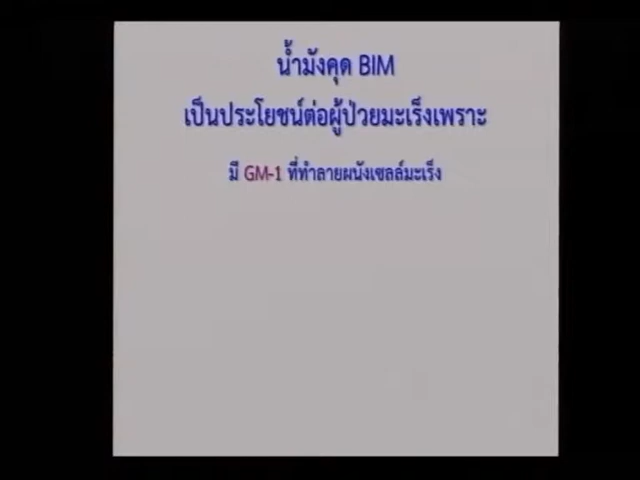 น้ำมังคุด BIM
เป็นประโยชน์ต่อผู้ป่วยมะเร็งเพราะ
มี GM-1 ที่ทำลายผนังเซลล์มะเร็ง